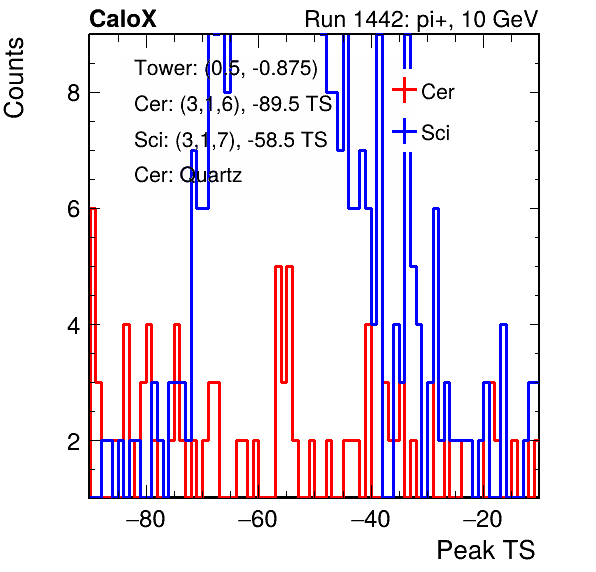 CaloX Run 1442: pi+, 10 GeV
Counts
Tower: (0.5, -0.875)
Cer: (3,1,6), -89.5 TS
Sci: (3,1,7), -58.5 TS
Cer: Quartz
Cer
Sci
8
6
4
2
−80 −60 −40 −20
Peak TS